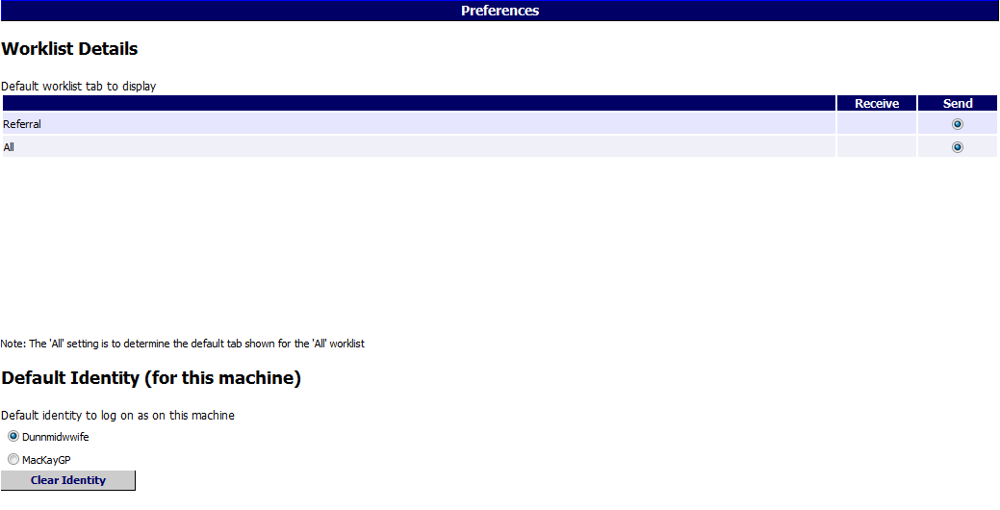 Preferences
Worklist Details
Default worklist tab to display
Receive Send
Referral
All
Note: The 'All' setting is to determine the default tab shown for the 'All' worklist
Default Identity (for this machine)
Default identity to log on as on this machine
Dunnmidwwife
MacKayGP
Clear Identity